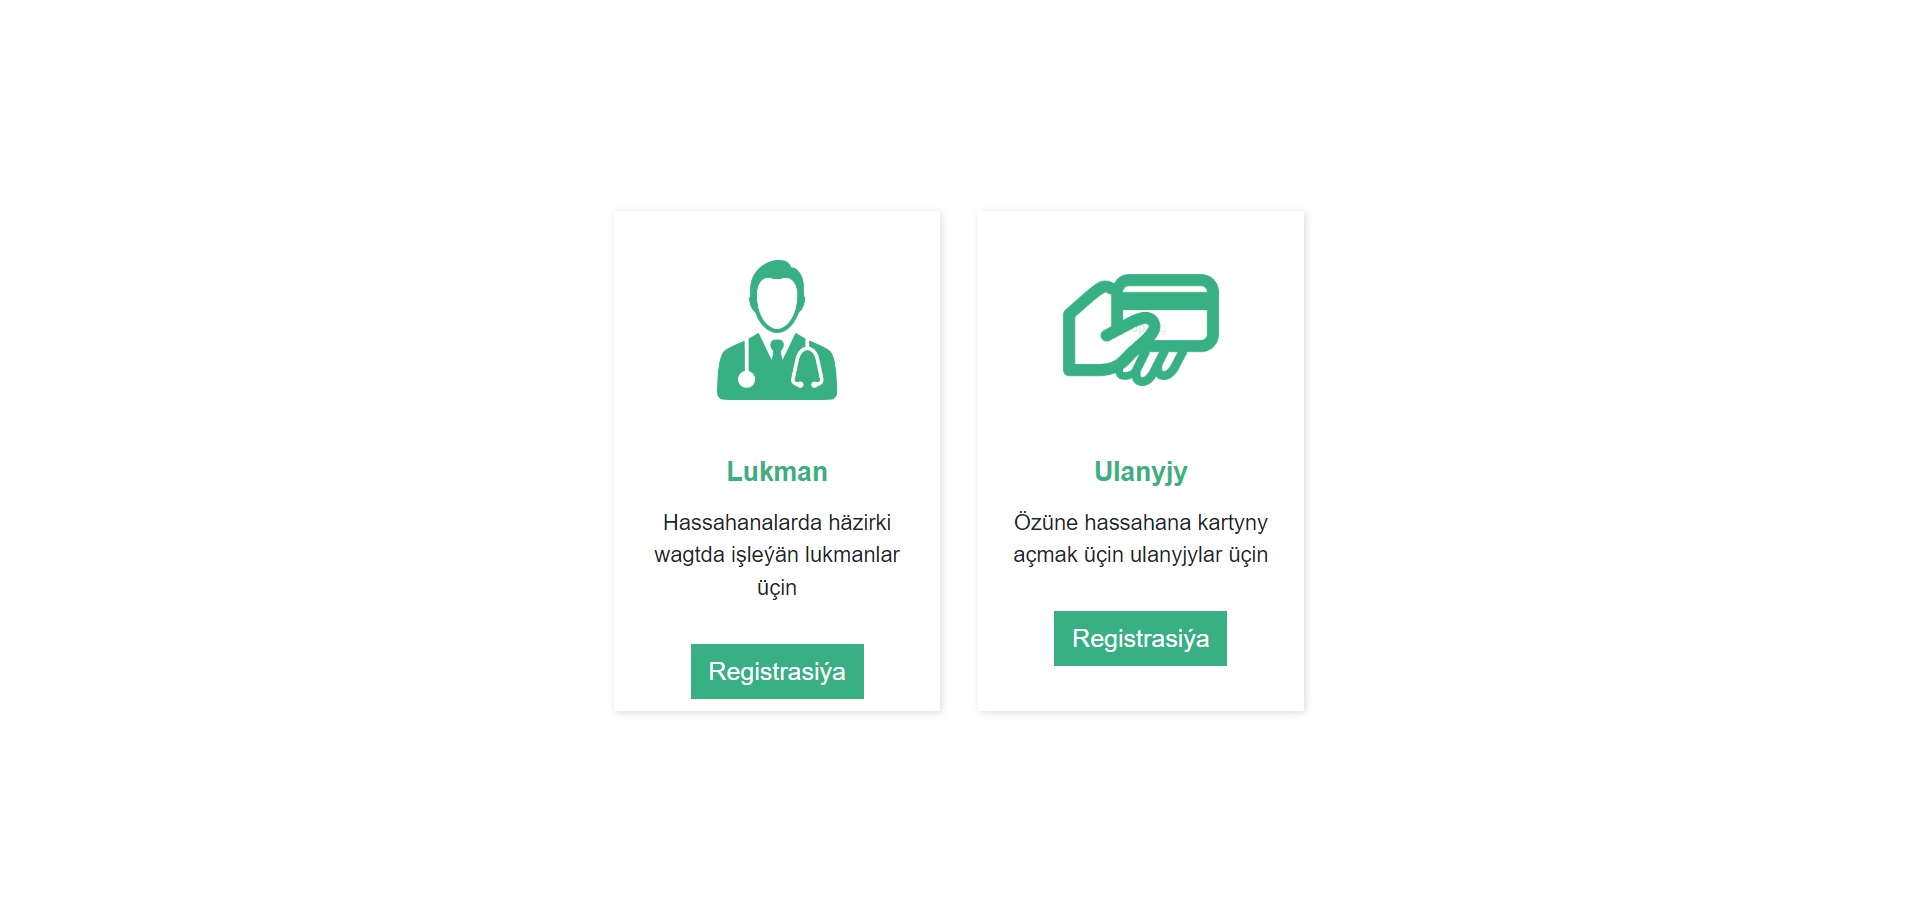 Lukman
Hassahanalarda häzirki
wagtda işleýän lukmanlar
üçin
Registrasiýa
Ulanyjy
Özüne hassahana kartyny
açmak üçin ulanyjylar üçin
Registrasiýa